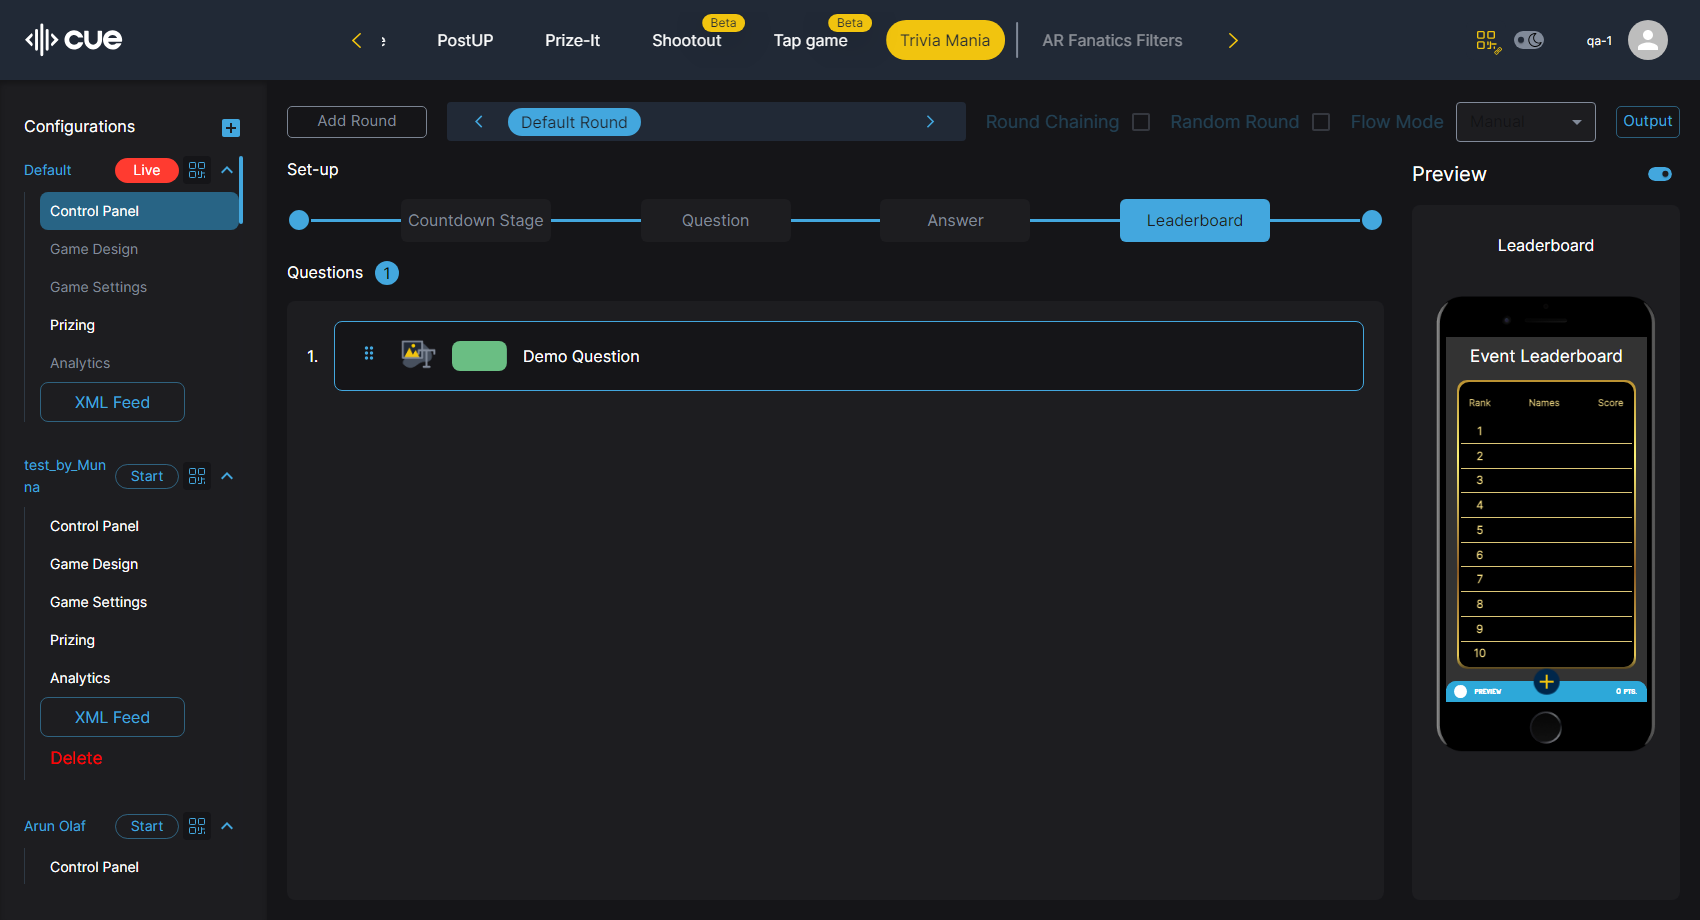 cue
e
PostUP
Prize-It
Shootout
Beta
Tap game
Beta
Trivia Mania
AR Fanatics Filters
qa-1
Configurations
Default
Live
Control Panel
Game Design
Game Settings
Prizing
Analytics
XML Feed
test_by_Mun
na
Start
Control Panel
Game Design
Game Settings
Prizing
Analytics
XML Feed
Delete
Arun Olaf
Start
Control Panel
Add Round
Default Round
Round Chaining
Random Round
Flow Mode
Manual
Output
Set-up
Countdown Stage
Question
Answer
Leaderboard
Questions 1
1.
Demo Question
Preview
Leaderboard
Event Leaderboard
Rank Names Score
1
2
3
4
5
6
7
8
9
10
PREVIEW
0 PTS.